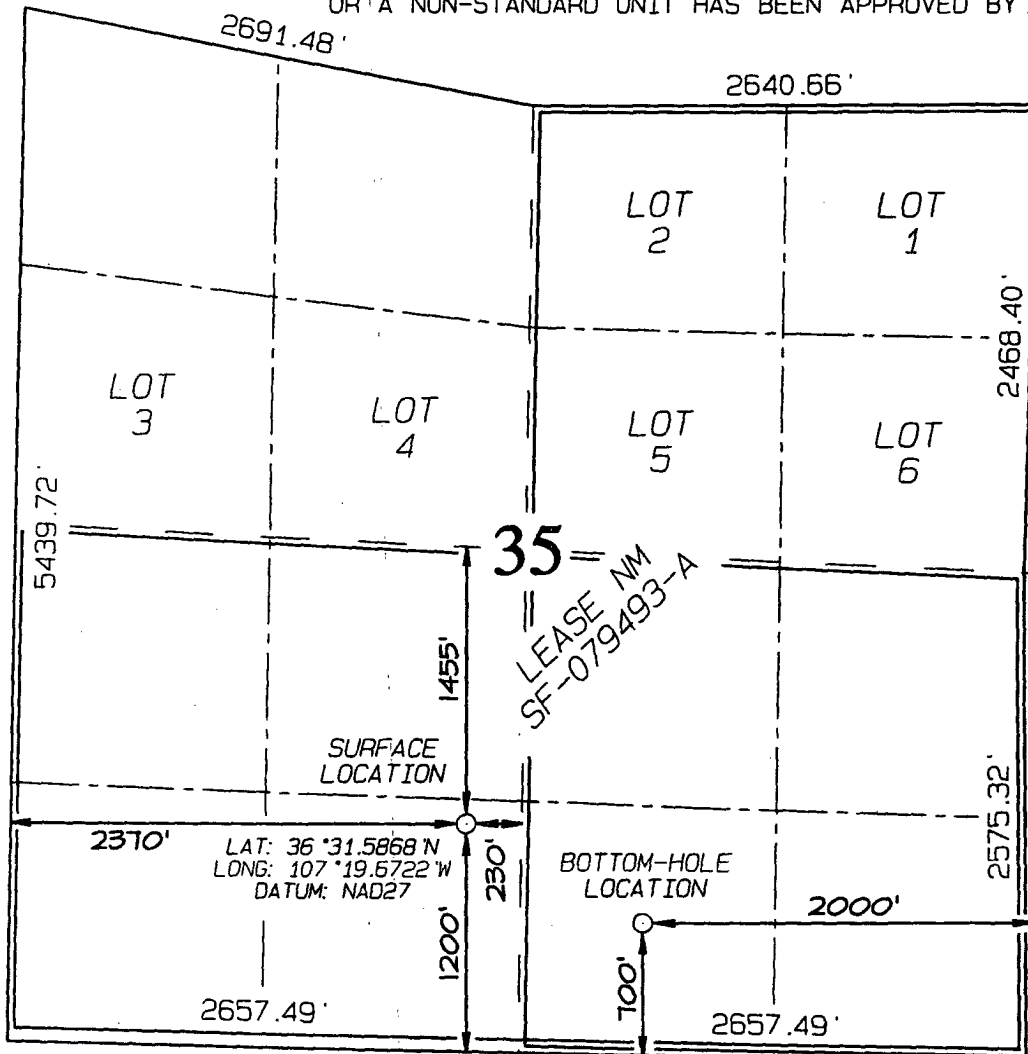 OR A NON-STANDARD UNIT HAS BEEN APPROVED BY
2691.48'
2640.66'
LOT
2
LOT
1
2468.40'
LOT
3
LOT
4
LOT
5
LOT
6
5439.72'
35
LEASE NM
SF-079493-A
1455'
SURFACE
LOCATION
2370'
LAT: 36°31.5868'N
LONG: 107°19.6722'W
DATUM: NAD27
230'
1200'
BOTTOM-HOLE
LOCATION
2000'
700'
2575.32'
2657.49'
2657.49'